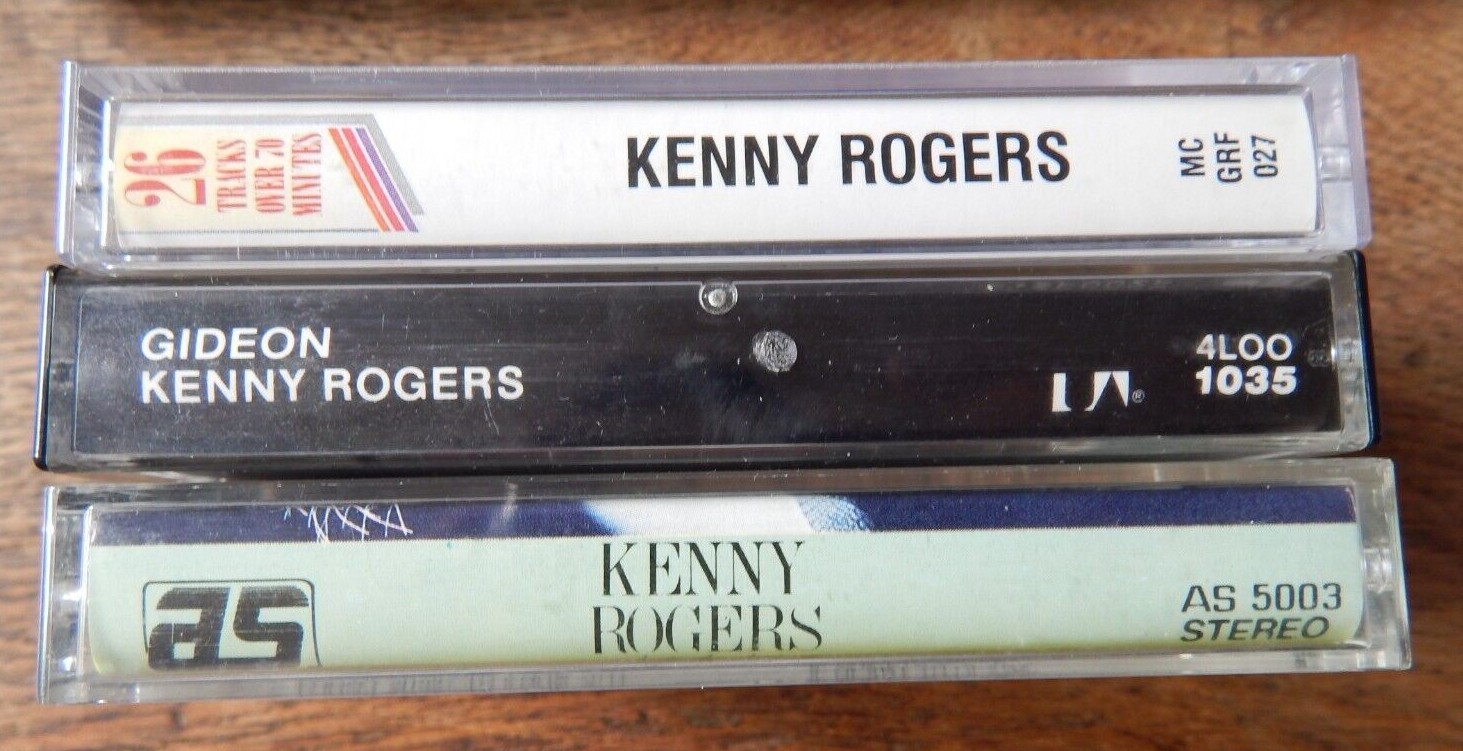 26
TRACKS
OVER 70
MINUTES
KENNY ROGERS
MC
GRF
027
GIDEON
KENNY ROGERS
UA®
4LOO
1035
as
KENNY
ROGERS
AS 5003
STEREO